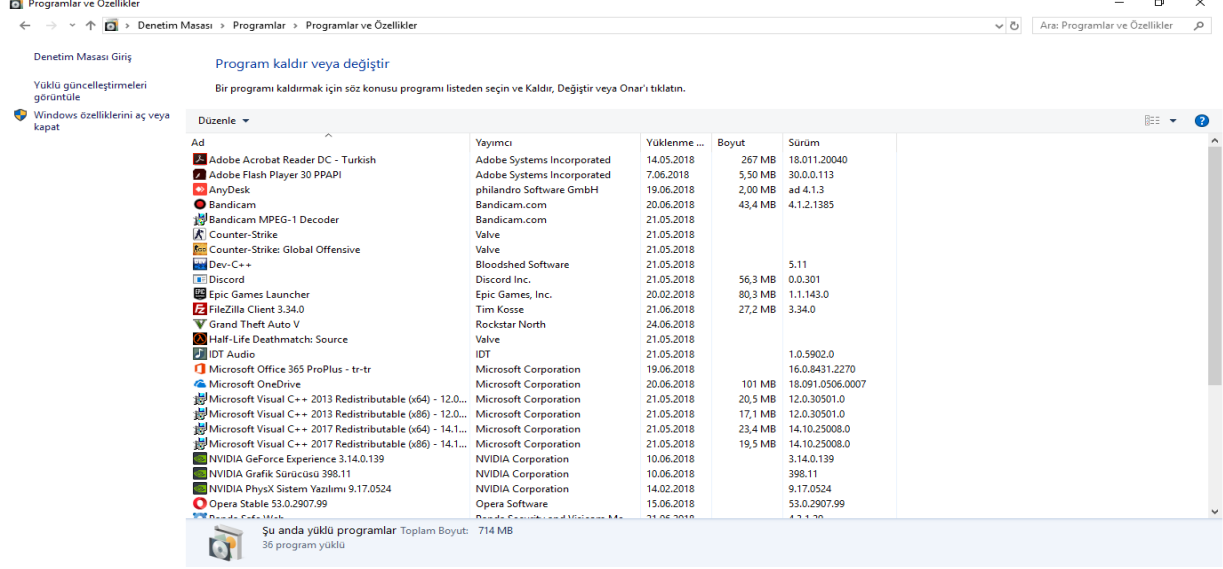 Programlar ve Özellikler
Denetim Masası > Programlar > Programlar ve Özellikler
Ara: Programlar ve Özellikler
Denetim Masası Giriş
Yüklü güncelleştirmeleri
görüntüle
Windows özelliklerini aç veya
kapat
Program kaldır veya değiştir
Bir programı kaldırmak için söz konusu programı listeden seçin ve Kaldır, Değiştir veya Onar'ı tıklatın.
Düzenle
Ad Yayımcı Yüklenme ... Boyut Sürüm
Adobe Acrobat Reader DC - Turkish Adobe Systems Incorporated 14.05.2018 267 MB 18.011.20040
Adobe Flash Player 30 PPAPI Adobe Systems Incorporated 7.06.2018 5,50 MB 30.0.0.113
AnyDesk philandro Software GmbH 19.06.2018 2,00 MB ad 4.1.3
Bandicam Bandicam.com 20.06.2018 43,4 MB 4.1.2.1385
Bandicam MPEG-1 Decoder Bandicam.com 21.05.2018
Counter-Strike Valve 21.05.2018
Counter-Strike: Global Offensive Valve 21.05.2018
Dev-C++ Bloodshed Software 21.05.2018 5.11
Discord Discord Inc. 21.05.2018 56,3 MB 0.0.301
Epic Games Launcher Epic Games, Inc. 20.02.2018 80,3 MB 1.1.143.0
FileZilla Client 3.34.0 Tim Kosse 21.06.2018 27,2 MB 3.34.0
Grand Theft Auto V Rockstar North 24.06.2018
Half-Life Deathmatch: Source Valve 21.05.2018
IDT Audio IDT 21.05.2018 1.0.5902.0
Microsoft Office 365 ProPlus - tr-tr Microsoft Corporation 19.06.2018 16.0.8431.2270
Microsoft OneDrive Microsoft Corporation 20.06.2018 101 MB 18.091.0506.0007
Microsoft Visual C++ 2013 Redistributable (x64) - 12.0... Microsoft Corporation 21.05.2018 20,5 MB 12.0.30501.0
Microsoft Visual C++ 2013 Redistributable (x86) - 12.0... Microsoft Corporation 21.05.2018 17,1 MB 12.0.30501.0
Microsoft Visual C++ 2017 Redistributable (x64) - 14.1... Microsoft Corporation 21.05.2018 23,4 MB 14.10.25008.0
Microsoft Visual C++ 2017 Redistributable (x86) - 14.1... Microsoft Corporation 21.05.2018 19,5 MB 14.10.25008.0
NVIDIA GeForce Experience 3.14.0.139 NVIDIA Corporation 10.06.2018 3.14.0.139
NVIDIA Grafik Sürücüsü 398.11 NVIDIA Corporation 10.06.2018 398.11
NVIDIA PhysX Sistem Yazılımı 9.17.0524 NVIDIA Corporation 14.02.2018 9.17.0524
Opera Stable 53.0.2907.99 Opera Software 15.06.2018 53.0.2907.99
Panda Safe Web Panda Security 21.06.2018
Şu anda yüklü programlar Toplam Boyut: 714 MB
36 program yüklü